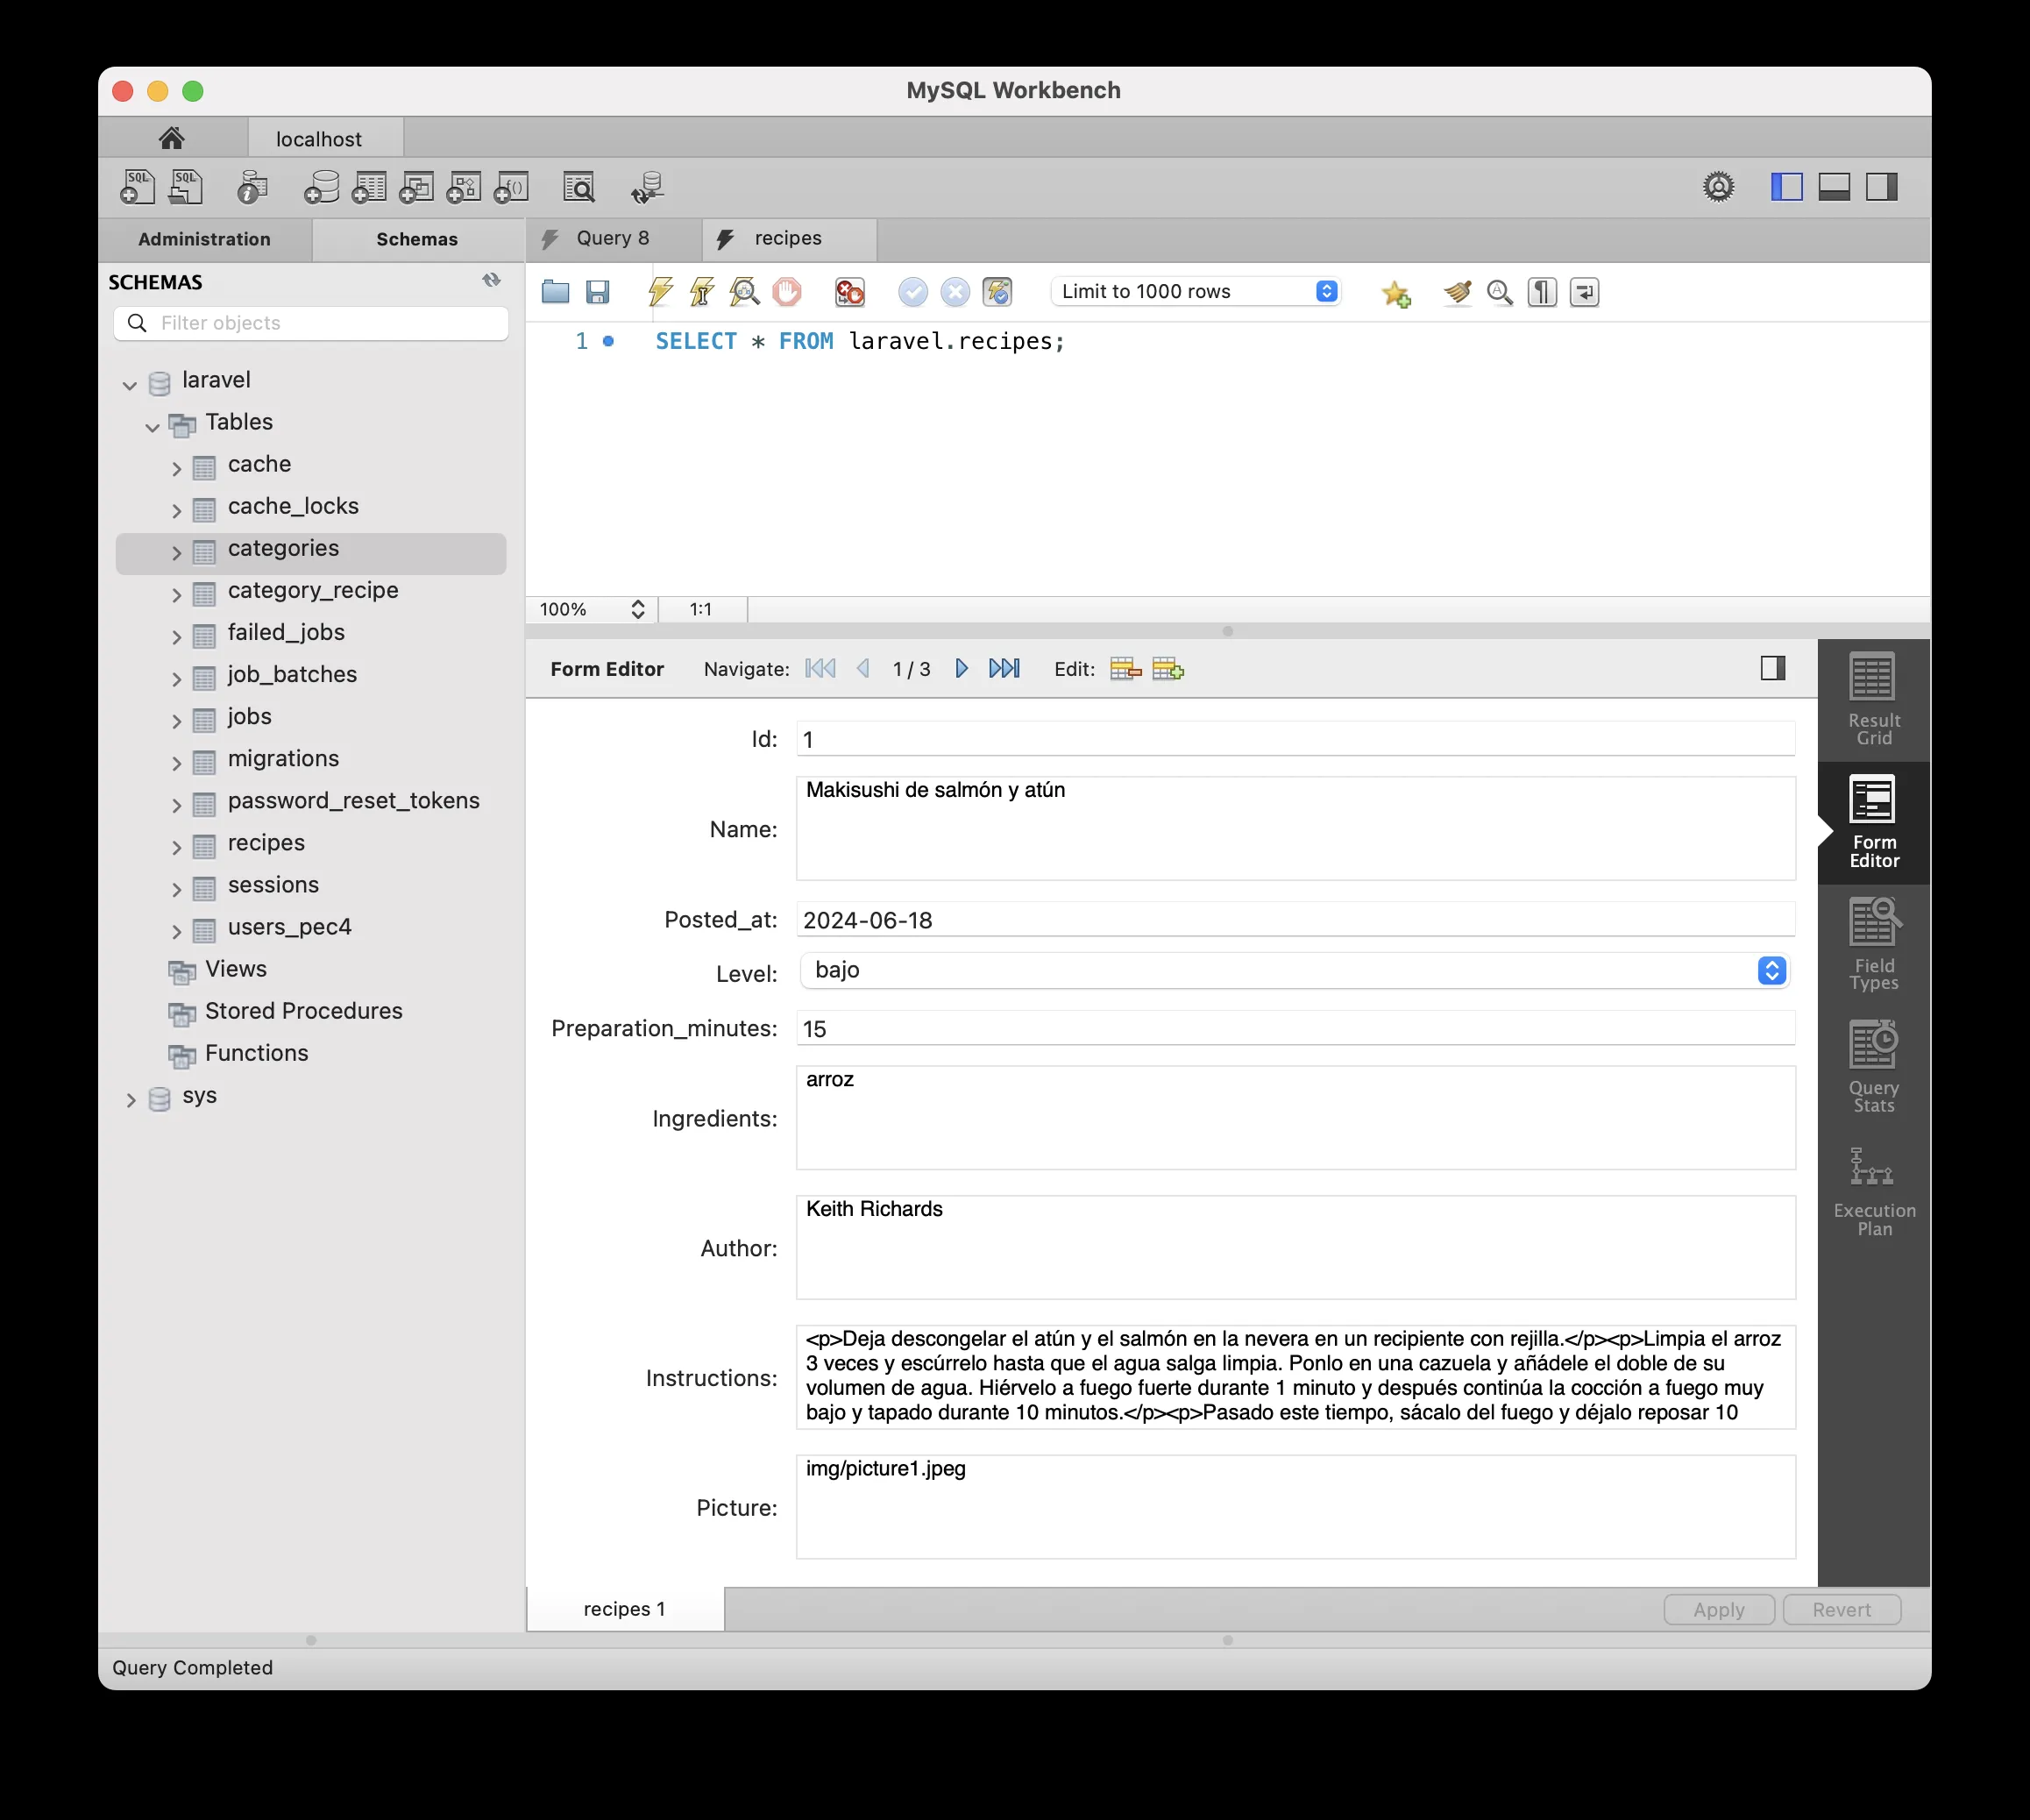 MySQL Workbench
localhost
SQL SQL
Administration Schemas Query 8 recipes
SCHEMAS
Filter objects
Limit to 1000 rows
1 SELECT * FROM laravel.recipes;
laravel
Tables
cache
cache_locks
categories
category_recipe
failed_jobs
job_batches
jobs
migrations
password_reset_tokens
recipes
sessions
users_pec4
Views
Stored Procedures
Functions
sys
100% 1:1
Form Editor Navigate: 1 / 3 Edit:
Id: 1
Name: Makisushi de salmón y atún
Posted_at: 2024-06-18
Level: bajo
Preparation_minutes: 15
Ingredients: arroz
Author: Keith Richards
Instructions: <p>Deja descongelar el atún y el salmón en la nevera en un recipiente con rejilla.</p><p>Limpia el arroz
3 veces y escúrrelo hasta que el agua salga limpia. Ponlo en una cazuela y añádele el doble de su
volumen de agua. Hiérvelo a fuego fuerte durante 1 minuto y después continúa la cocción a fuego muy
bajo y tapado durante 10 minutos.</p><p>Pasado este tiempo, sácalo del fuego y déjalo reposar 10
Picture: img/picture1.jpeg
Result
Grid
Form
Editor
Field
Types
Query
Stats
Execution
Plan
recipes 1 Apply Revert
Query Completed